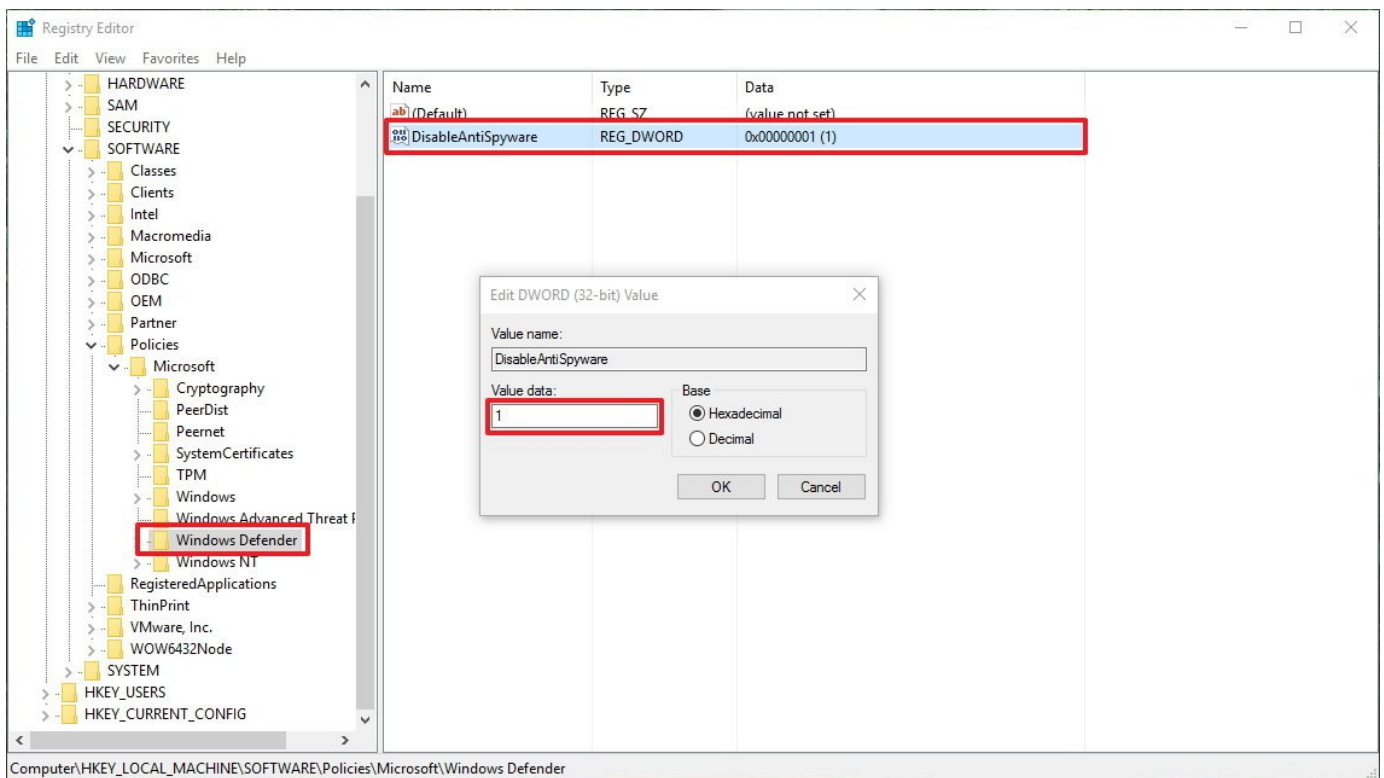 Registry Editor
File Edit View Favorites Help
HARDWARE
SAM
SECURITY
SOFTWARE
Classes
Clients
Intel
Macromedia
Microsoft
ODBC
OEM
Partner
Policies
Microsoft
Cryptography
PeerDist
Peernet
SystemCertificates
TPM
Windows
Windows Advanced Threat P
Windows Defender
Windows NT
RegisteredApplications
ThinPrint
VMware, Inc.
WOW6432Node
SYSTEM
HKEY_USERS
HKEY_CURRENT_CONFIG
Name Type Data
ab (Default) REG_SZ (value not set)
DisableAntiSpyware REG_DWORD 0x00000001 (1)
Edit DWORD (32-bit) Value
Value name:
DisableAntiSpyware
Value data:
1
Base
Hexadecimal
Decimal
OK Cancel
Computer\HKEY_LOCAL_MACHINE\SOFTWARE\Policies\Microsoft\Windows Defender